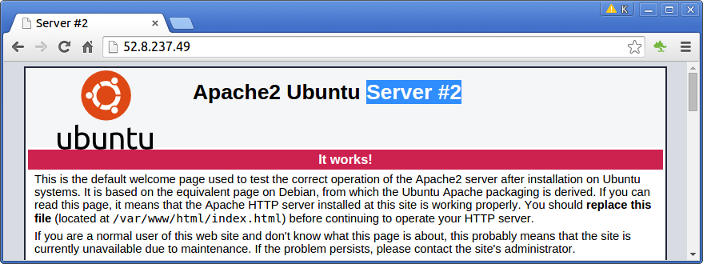 K
Server #2
52.8.237.49
ubuntu
Apache2 Ubuntu Server #2
It works!
This is the default welcome page used to test the correct operation of the Apache2 server after installation on Ubuntu
systems. It is based on the equivalent page on Debian, from which the Ubuntu Apache packaging is derived. If you can
read this page, it means that the Apache HTTP server installed at this site is working properly. You should replace this
file (located at /var/www/html/index.html) before continuing to operate your HTTP server.
If you are a normal user of this web site and don't know what this page is about, this probably means that the site is
currently unavailable due to maintenance. If the problem persists, please contact the site's administrator.